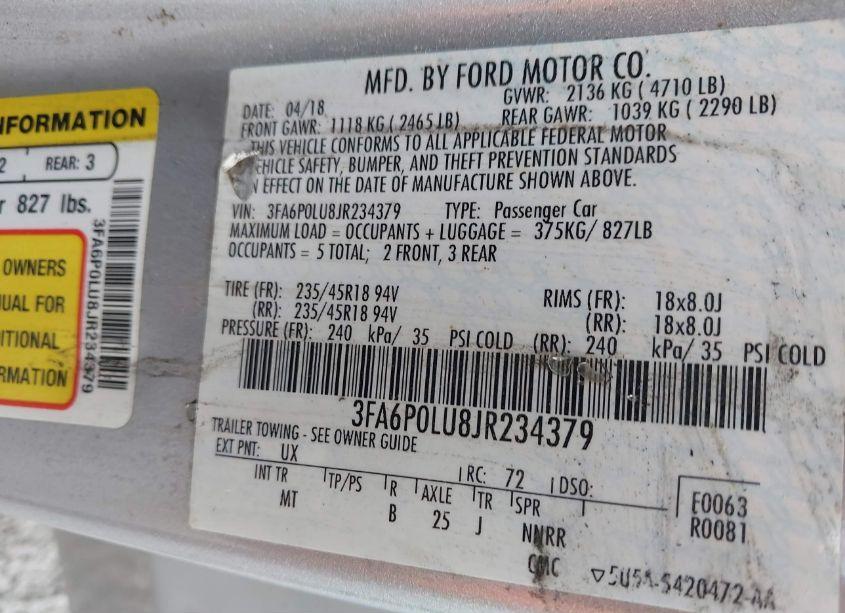 NFORMATION
2 REAR: 3
827 lbs.
OWNERS
UAL FOR
ITIONAL
RMATION
3FA6P0LU8JR234379
MFD. BY FORD MOTOR CO.
DATE: 04/18 GVWR: 2136 KG ( 4710 LB)
FRONT GAWR: 1118 KG ( 2465 LB) REAR GAWR: 1039 KG ( 2290 LB)
THIS VEHICLE CONFORMS TO ALL APPLICABLE FEDERAL MOTOR
VEHICLE SAFETY, BUMPER, AND THEFT PREVENTION STANDARDS
IN EFFECT ON THE DATE OF MANUFACTURE SHOWN ABOVE.
VIN: 3FA6P0LU8JR234379 TYPE: Passenger Car
MAXIMUM LOAD = OCCUPANTS + LUGGAGE = 375KG/ 827LB
OCCUPANTS = 5 TOTAL; 2 FRONT, 3 REAR
TIRE (FR): 235/45R18 94V RIMS (FR): 18x8.0J
(RR): 235/45R18 94V (RR): 18x8.0J
PRESSURE (FR): 240 kPa/ 35 PSI COLD (RR): 240 kPa/ 35 PSI COLD
3FA6P0LU8JR234379
TRAILER TOWING - SEE OWNER GUIDE
EXT PNT: UX RC: 72 DSO:
INT TR TP/PS R AXLE TR SPR
MT B 25 J NNRR
CMC
E0063
R0081
5U5A-5420472-AA